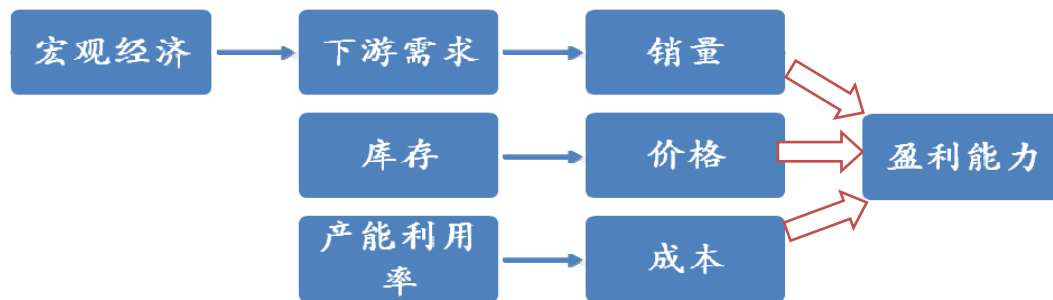 宏观经济
下游需求
销量
库存
价格
盈利能力
产能利用
率
成本